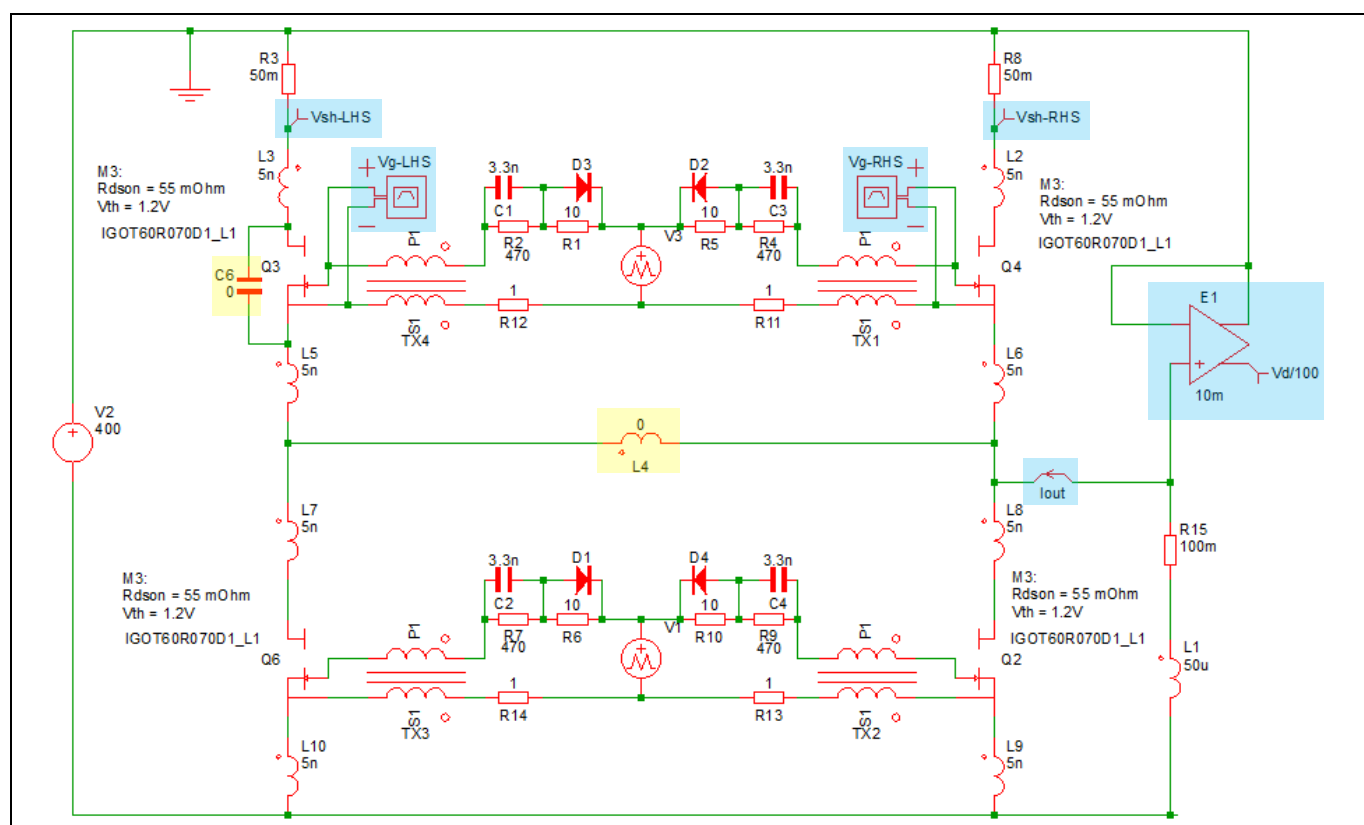 R3
50m
R8
50m
Vsh-LHS
Vsh-RHS
L3
5n
M3:
Rdson = 55 mOhm
Vth = 1.2V
IGOT60R070D1_L1
Vg-LHS
+
−
3.3n
D3
C1
10
R2
R1
470
D2
3.3n
10
C3
R5
R4
470
V3
Vg-RHS
+
−
L2
5n
M3:
Rdson = 55 mOhm
Vth = 1.2V
IGOT60R070D1_L1
P1
P1
Q3
Q4
C6
0
1
R12
S1
TX4
1
R11
S1
TX1
E1
+
Vd/100
10m
L5
5n
L6
5n
V2
+
400
0
L4
Iout
L7
5n
L8
5n
R15
100m
M3:
Rdson = 55 mOhm
Vth = 1.2V
IGOT60R070D1_L1
3.3n
D1
C2
10
R7
R6
470
D4
3.3n
10
C4
R10
R9
470
V1
M3:
Rdson = 55 mOhm
Vth = 1.2V
IGOT60R070D1_L1
P1
P1
Q6
Q2
L1
50u
1
R14
S1
TX3
1
R13
S1
TX2
L10
5n
L9
5n